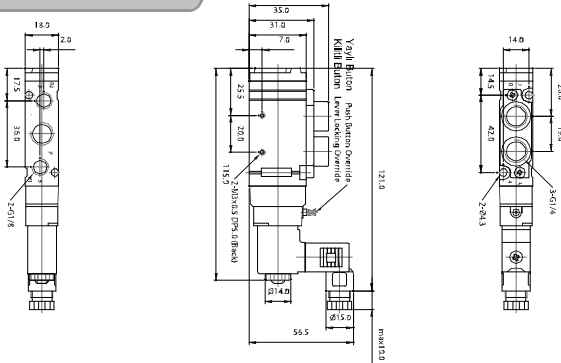 18.0
2.0
17.5
36.0
2-G1/8
35.0
31.0
7.0
25.5
20.0
115.0
2-M3x0.5 DP5.0 (Back)
Yaylı Buton Push Button Override
Kilitli Buton Lever Locking Override
121.0
Ø14.0
Ø15.0
56.5
max10.0
14.0
14.5
42.0
2-Ø4.3
3-G1/4